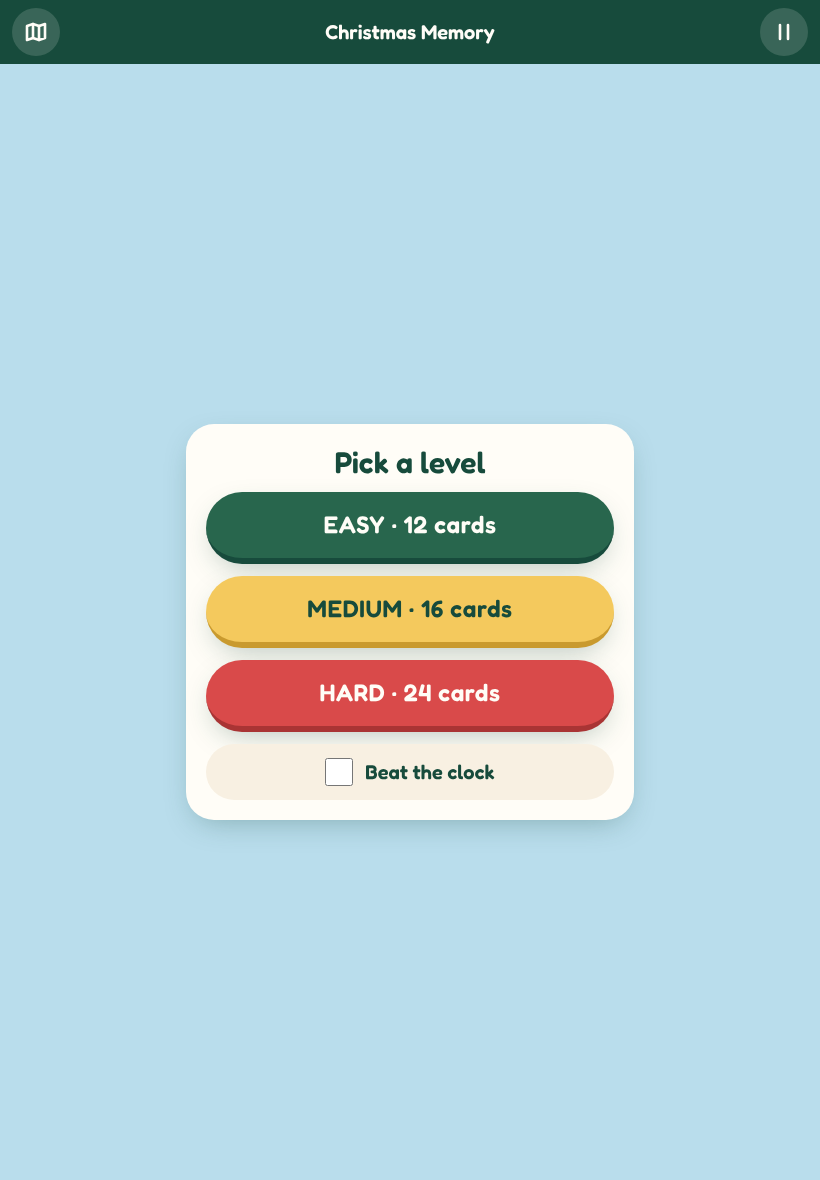 Christmas Memory
Pick a level
EASY · 12 cards
MEDIUM · 16 cards
HARD · 24 cards
Beat the clock